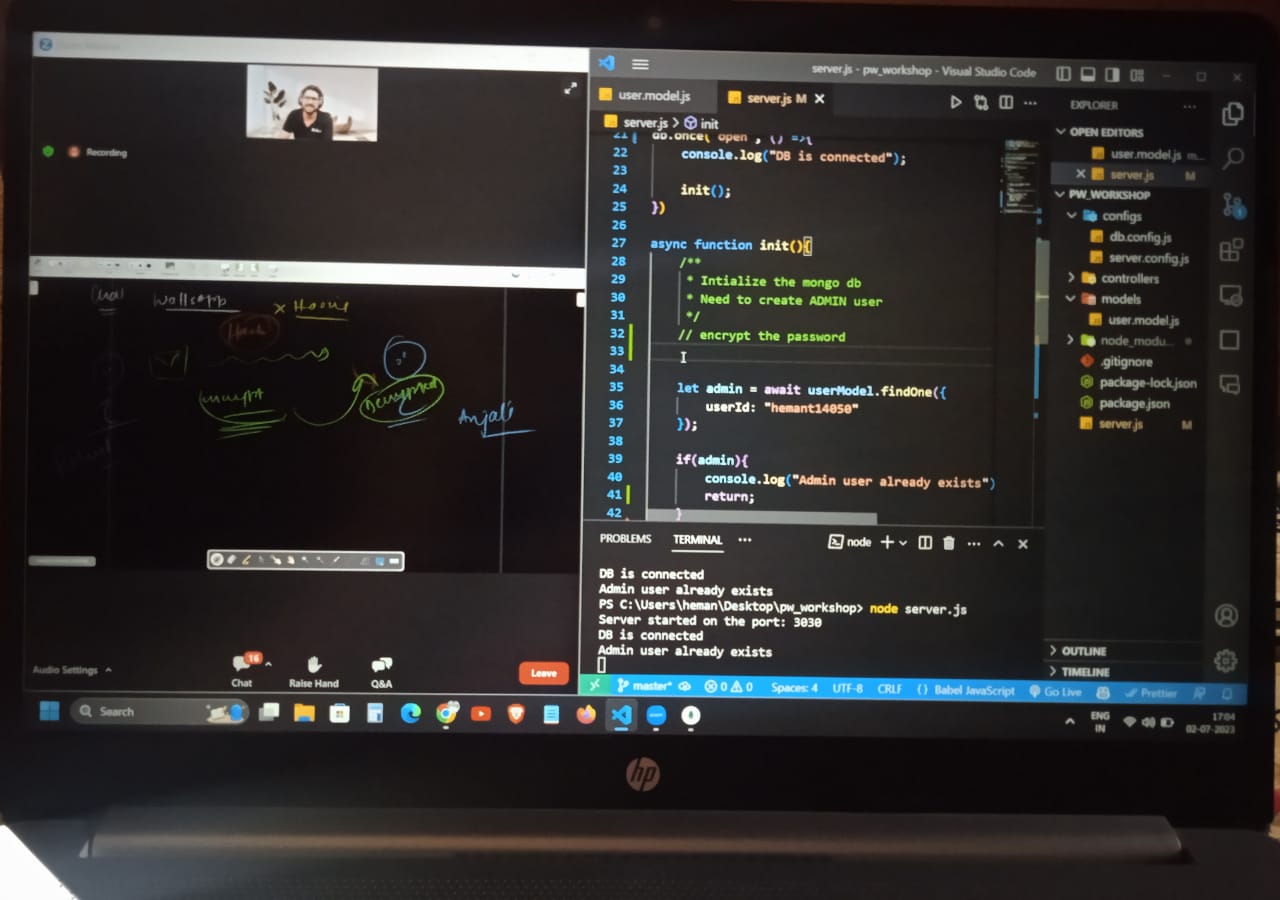 Recording
Chat
x Home
Hash
encrypt
Decrypted
Anjali
Audio Settings
16
Chat
Raise Hand
Q&A
Leave
server.js - pw_workshop - Visual Studio Code
user.model.js
server.js M
server.js > init
21 db.once("open", () =>{
22 console.log("DB is connected");
23
24 init();
25 })
26
27 async function init(){
28 /**
29 * Intialize the mongo db
30 * Need to create ADMIN user
31 */
32 // encrypt the password
33
34
35 let admin = await userModel.findOne({
36 userId: "hemant14050"
37 });
38
39 if(admin){
40 console.log("Admin user already exists")
41 return;
42 }
EXPLORER
OPEN EDITORS
user.model.js m...
server.js M
PW_WORKSHOP
configs
db.config.js
server.config.js
controllers
models
user.model.js
node_modu...
.gitignore
package-lock.json
package.json
server.js M
OUTLINE
TIMELINE
PROBLEMS
TERMINAL
node
DB is connected
Admin user already exists
PS C:\Users\heman\Desktop\pw_workshop> node server.js
Server started on the port: 3030
DB is connected
Admin user already exists
master*
0 0
Spaces: 4
UTF-8
CRLF
{} Babel JavaScript
Go Live
Prettier
Search
ENG
IN
17:04
02-07-2023
hp